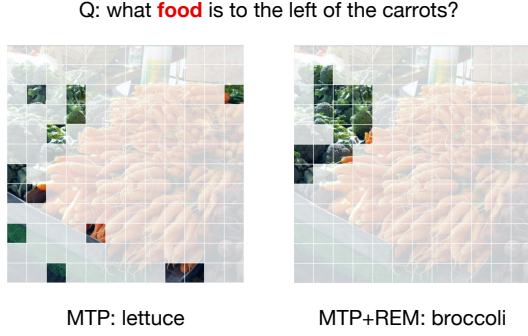 Q: what food is to the left of the carrots?
MTP: lettuce
MTP+REM: broccoli